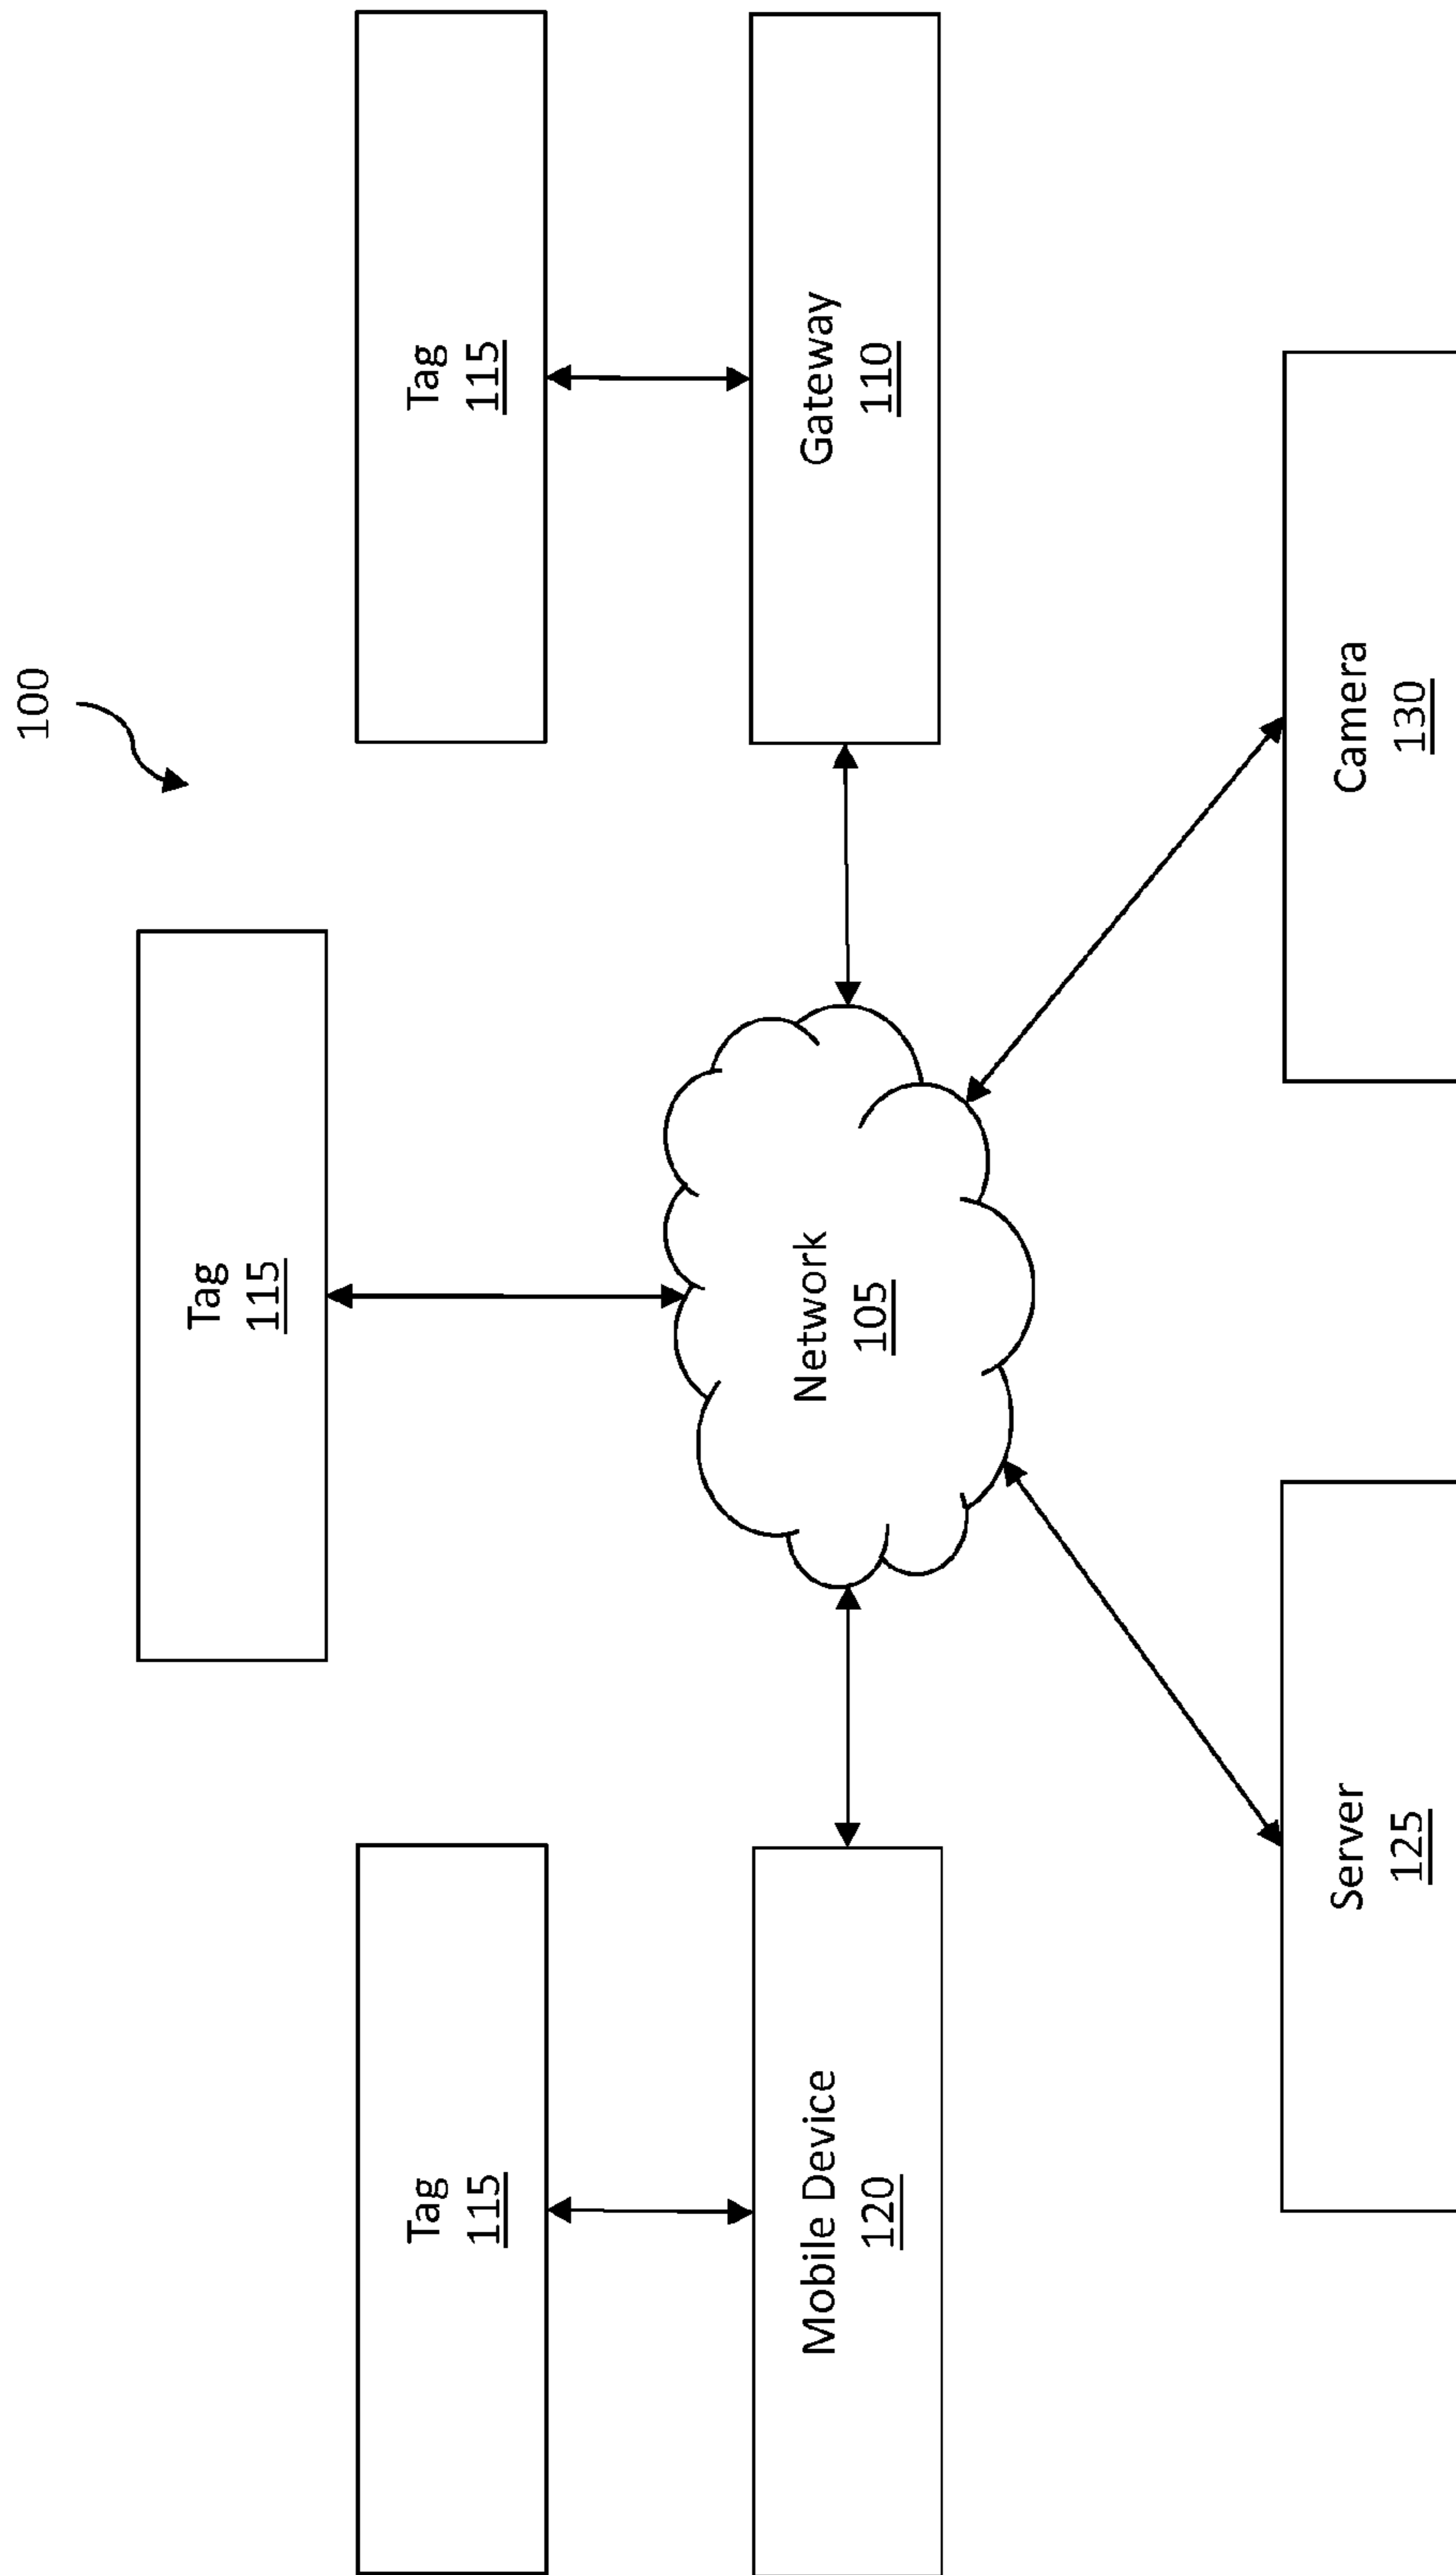 100
Tag
115
Tag
115
Tag
115
Mobile Device
120
Network
105
Gateway
110
Server
125
Camera
130